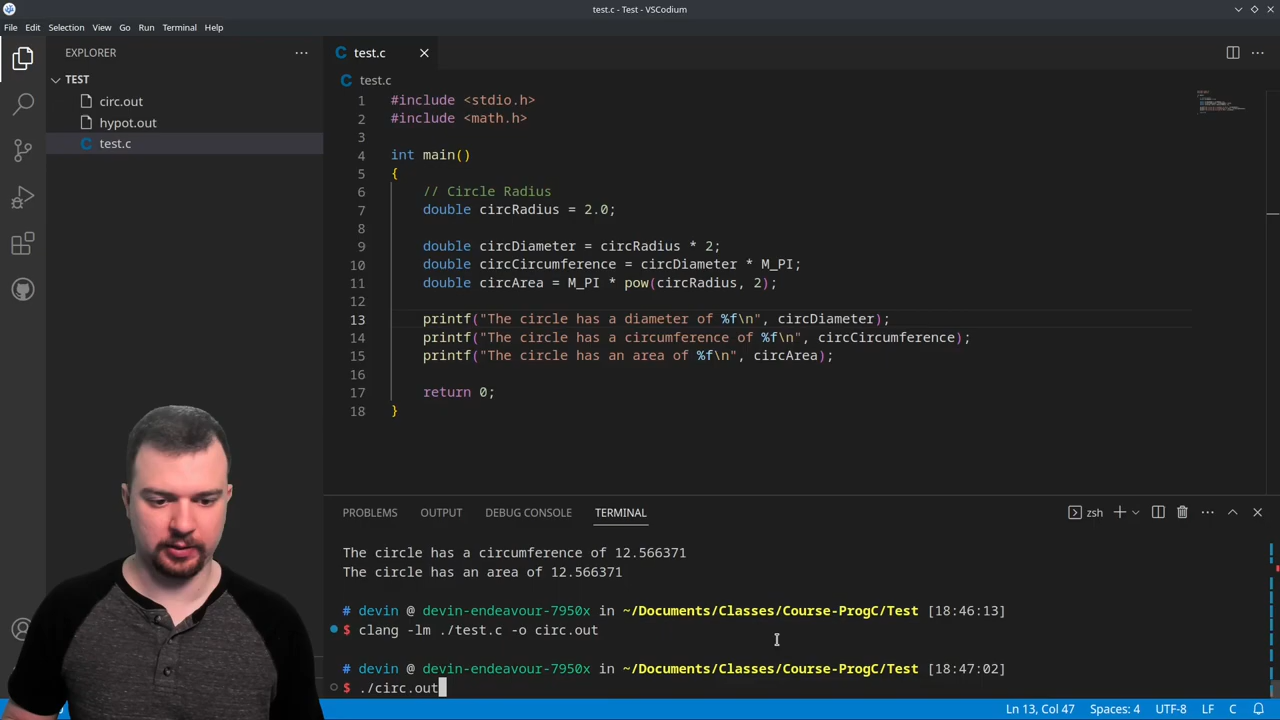 test.c - Test - VSCodium
File Edit Selection View Go Run Terminal Help
EXPLORER
TEST
circ.out
hypot.out
test.c
test.c
test.c
1 #include <stdio.h>
2 #include <math.h>
3
4 int main()
5 {
6 // Circle Radius
7 double circRadius = 2.0;
8
9 double circDiameter = circRadius * 2;
10 double circCircumference = circDiameter * M_PI;
11 double circArea = M_PI * pow(circRadius, 2);
12
13 printf("The circle has a diameter of %f\n", circDiameter);
14 printf("The circle has a circumference of %f\n", circCircumference);
15 printf("The circle has an area of %f\n", circArea);
16
17 return 0;
18 }
PROBLEMS OUTPUT DEBUG CONSOLE TERMINAL
zsh
The circle has a circumference of 12.566371
The circle has an area of 12.566371
# devin @ devin-endeavour-7950x in ~/Documents/Classes/Course-ProgC/Test [18:46:13]
$ clang -lm ./test.c -o circ.out
# devin @ devin-endeavour-7950x in ~/Documents/Classes/Course-ProgC/Test [18:47:02]
$ ./circ.out
Ln 13, Col 47 Spaces: 4 UTF-8 LF C